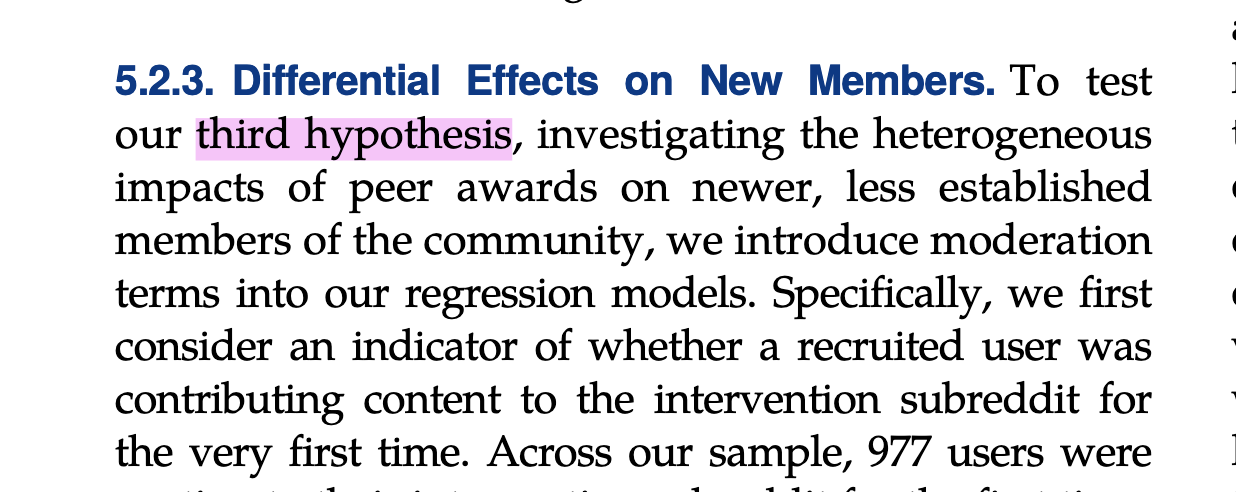 5.2.3. Differential Effects on New Members. To test
our third hypothesis, investigating the heterogeneous
impacts of peer awards on newer, less established
members of the community, we introduce moderation
terms into our regression models. Specifically, we first
consider an indicator of whether a recruited user was
contributing content to the intervention subreddit for
the very first time. Across our sample, 977 users were